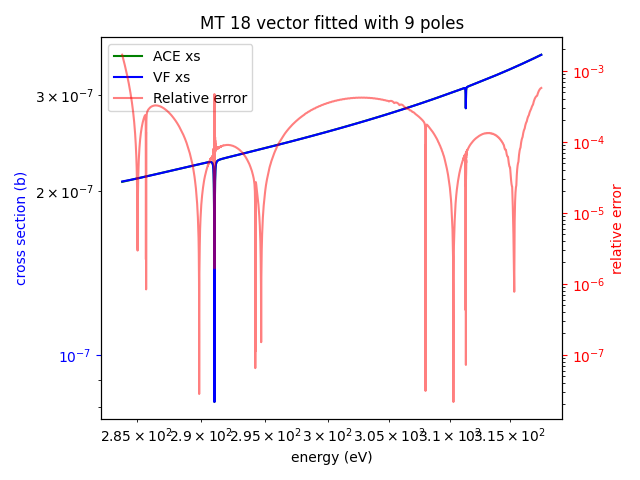 MT 18 vector fitted with 9 poles
ACE xs
VF xs
Relative error
3 × 10⁻⁷
2 × 10⁻⁷
10⁻⁷
cross section (b)
10⁻³
10⁻⁴
10⁻⁵
10⁻⁶
10⁻⁷
relative error
2.85 × 10² 2.9 × 10² 2.95 × 10² 3 × 10² 3.05 × 10² 3.1 × 10² 3.15 × 10²
energy (eV)